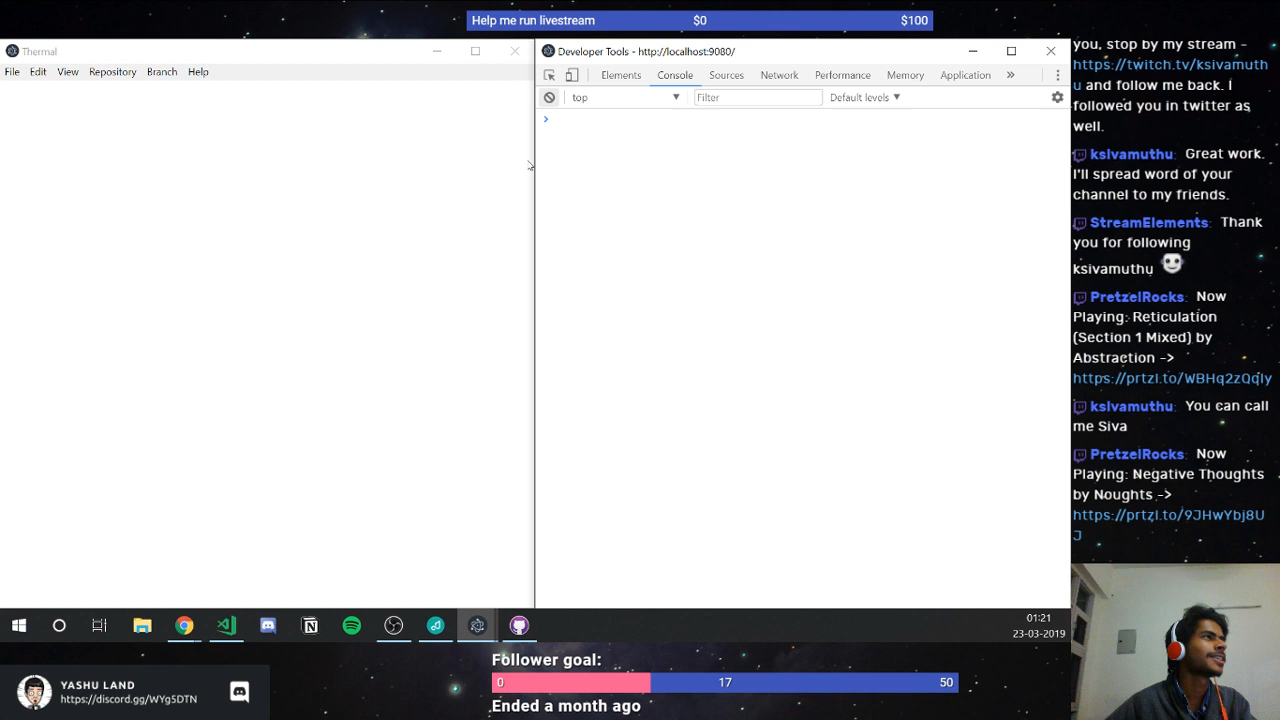 Help me run livestream $0 $100
Thermal
File Edit View Repository Branch Help
Developer Tools - http://localhost:9080/
Elements Console Sources Network Performance Memory Application »
top Filter Default levels
you, stop by my stream -
https://twitch.tv/ksivamuth
u and follow me back. I
followed you in twitter as
well.
ksivamuthu: Great work.
I'll spread word of your
channel to my friends.
StreamElements: Thank
you for following
ksivamuthu
PretzelRocks: Now
Playing: Reticulation
(Section 1 Mixed) by
Abstraction ->
https://prtzl.to/WBHq2zQqly
ksivamuthu: You can call
me Siva
PretzelRocks: Now
Playing: Negative Thoughts
by Noughts ->
https://prtzl.to/9JHwYbj8U
J
01:21
23-03-2019
YASHU LAND
https://discord.gg/WYg5DTN
Follower goal:
0 17 50
Ended a month ago